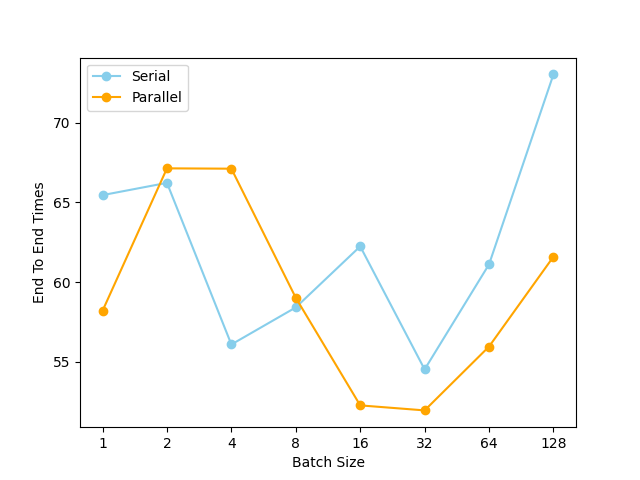 Serial
Parallel
70
65
60
55
End To End Times
1 2 4 8 16 32 64 128
Batch Size